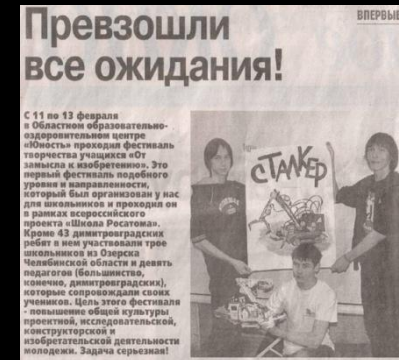 ВПЕРВЫЕ
Превзошли
все ожидания!
С 11 по 13 февраля
в Областном образовательно-
оздоровительном центре
«Юность» проходил фестиваль
творчества учащихся «От
замысла к изобретению». Это
первый фестиваль подобного
уровня и направленности,
который был организован у нас
для школьников и проходил он
в рамках всероссийского
проекта «Школа Росатома».
Кроме 43 димитровградских
ребят в нем участвовали трое
школьников из Озерска
Челябинской области и девять
педагогов (большинство,
конечно, димитровградских),
которые сопровождали своих
учеников. Цель этого фестиваля
- повышение общей культуры
проектной, исследовательской,
конструкторской и
изобретательской деятельности
молодежи. Задача серьезная!
сТАЛКЕР